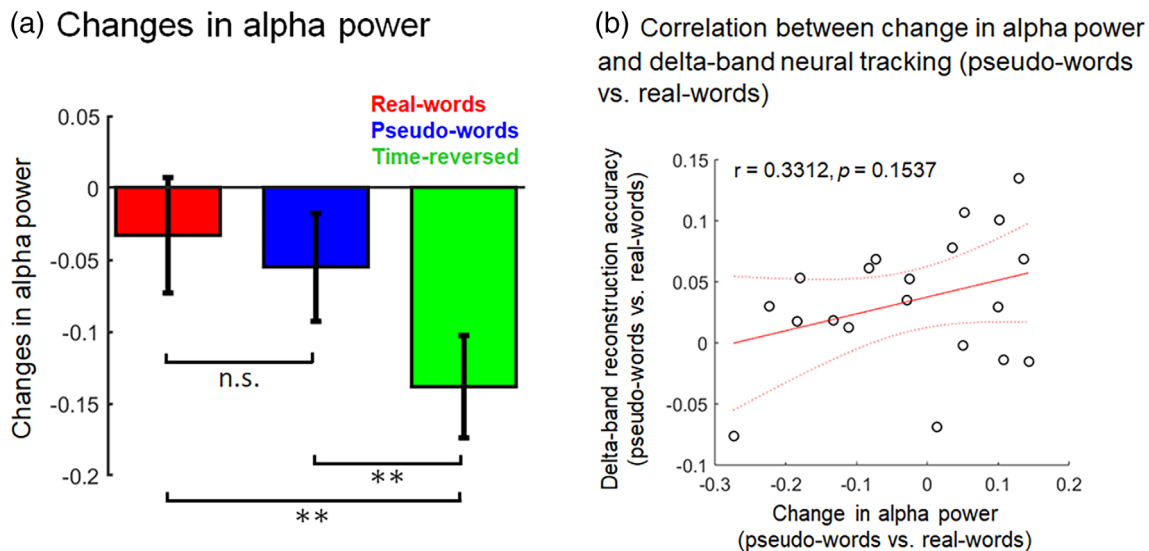 (a) Changes in alpha power
Real-words
Pseudo-words
Time-reversed
Changes in alpha power
0.05
0
-0.05
-0.1
-0.15
-0.2
n.s.
**
**
(b) Correlation between change in alpha power
and delta-band neural tracking (pseudo-words
vs. real-words)
r = 0.3312, p = 0.1537
Delta-band reconstruction accuracy
(pseudo-words vs. real-words)
0.15
0.1
0.05
0
-0.05
-0.1
-0.3 -0.2 -0.1 0 0.1 0.2
Change in alpha power
(pseudo-words vs. real-words)